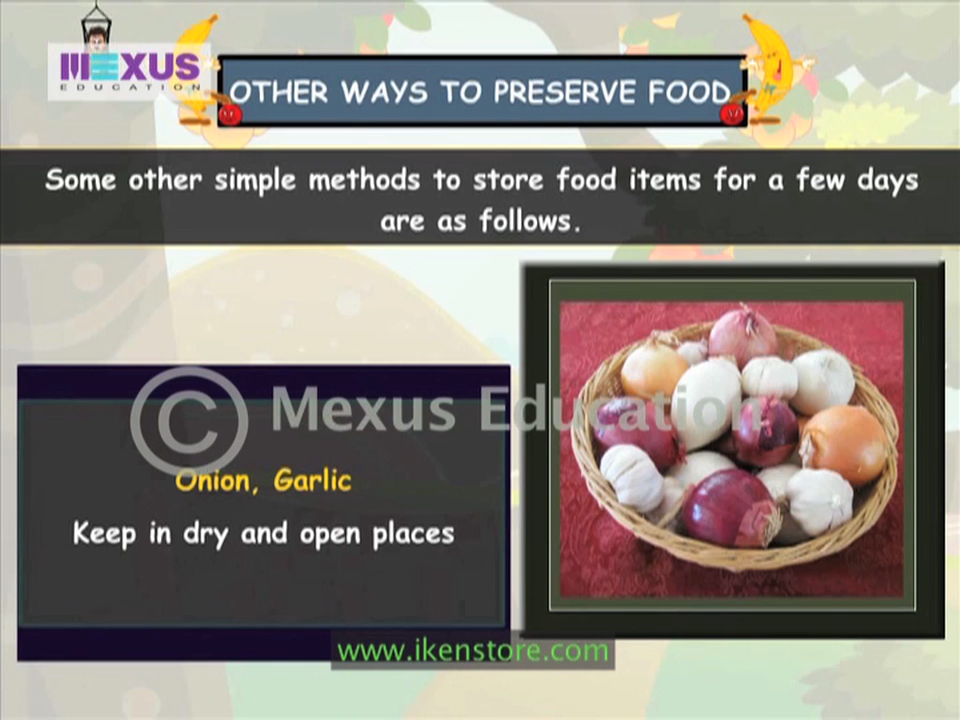 MEXUS
EDUCATION
OTHER WAYS TO PRESERVE FOOD
Some other simple methods to store food items for a few days
are as follows.
© Mexus Education
Onion, Garlic
Keep in dry and open places
www.ikenstore.com